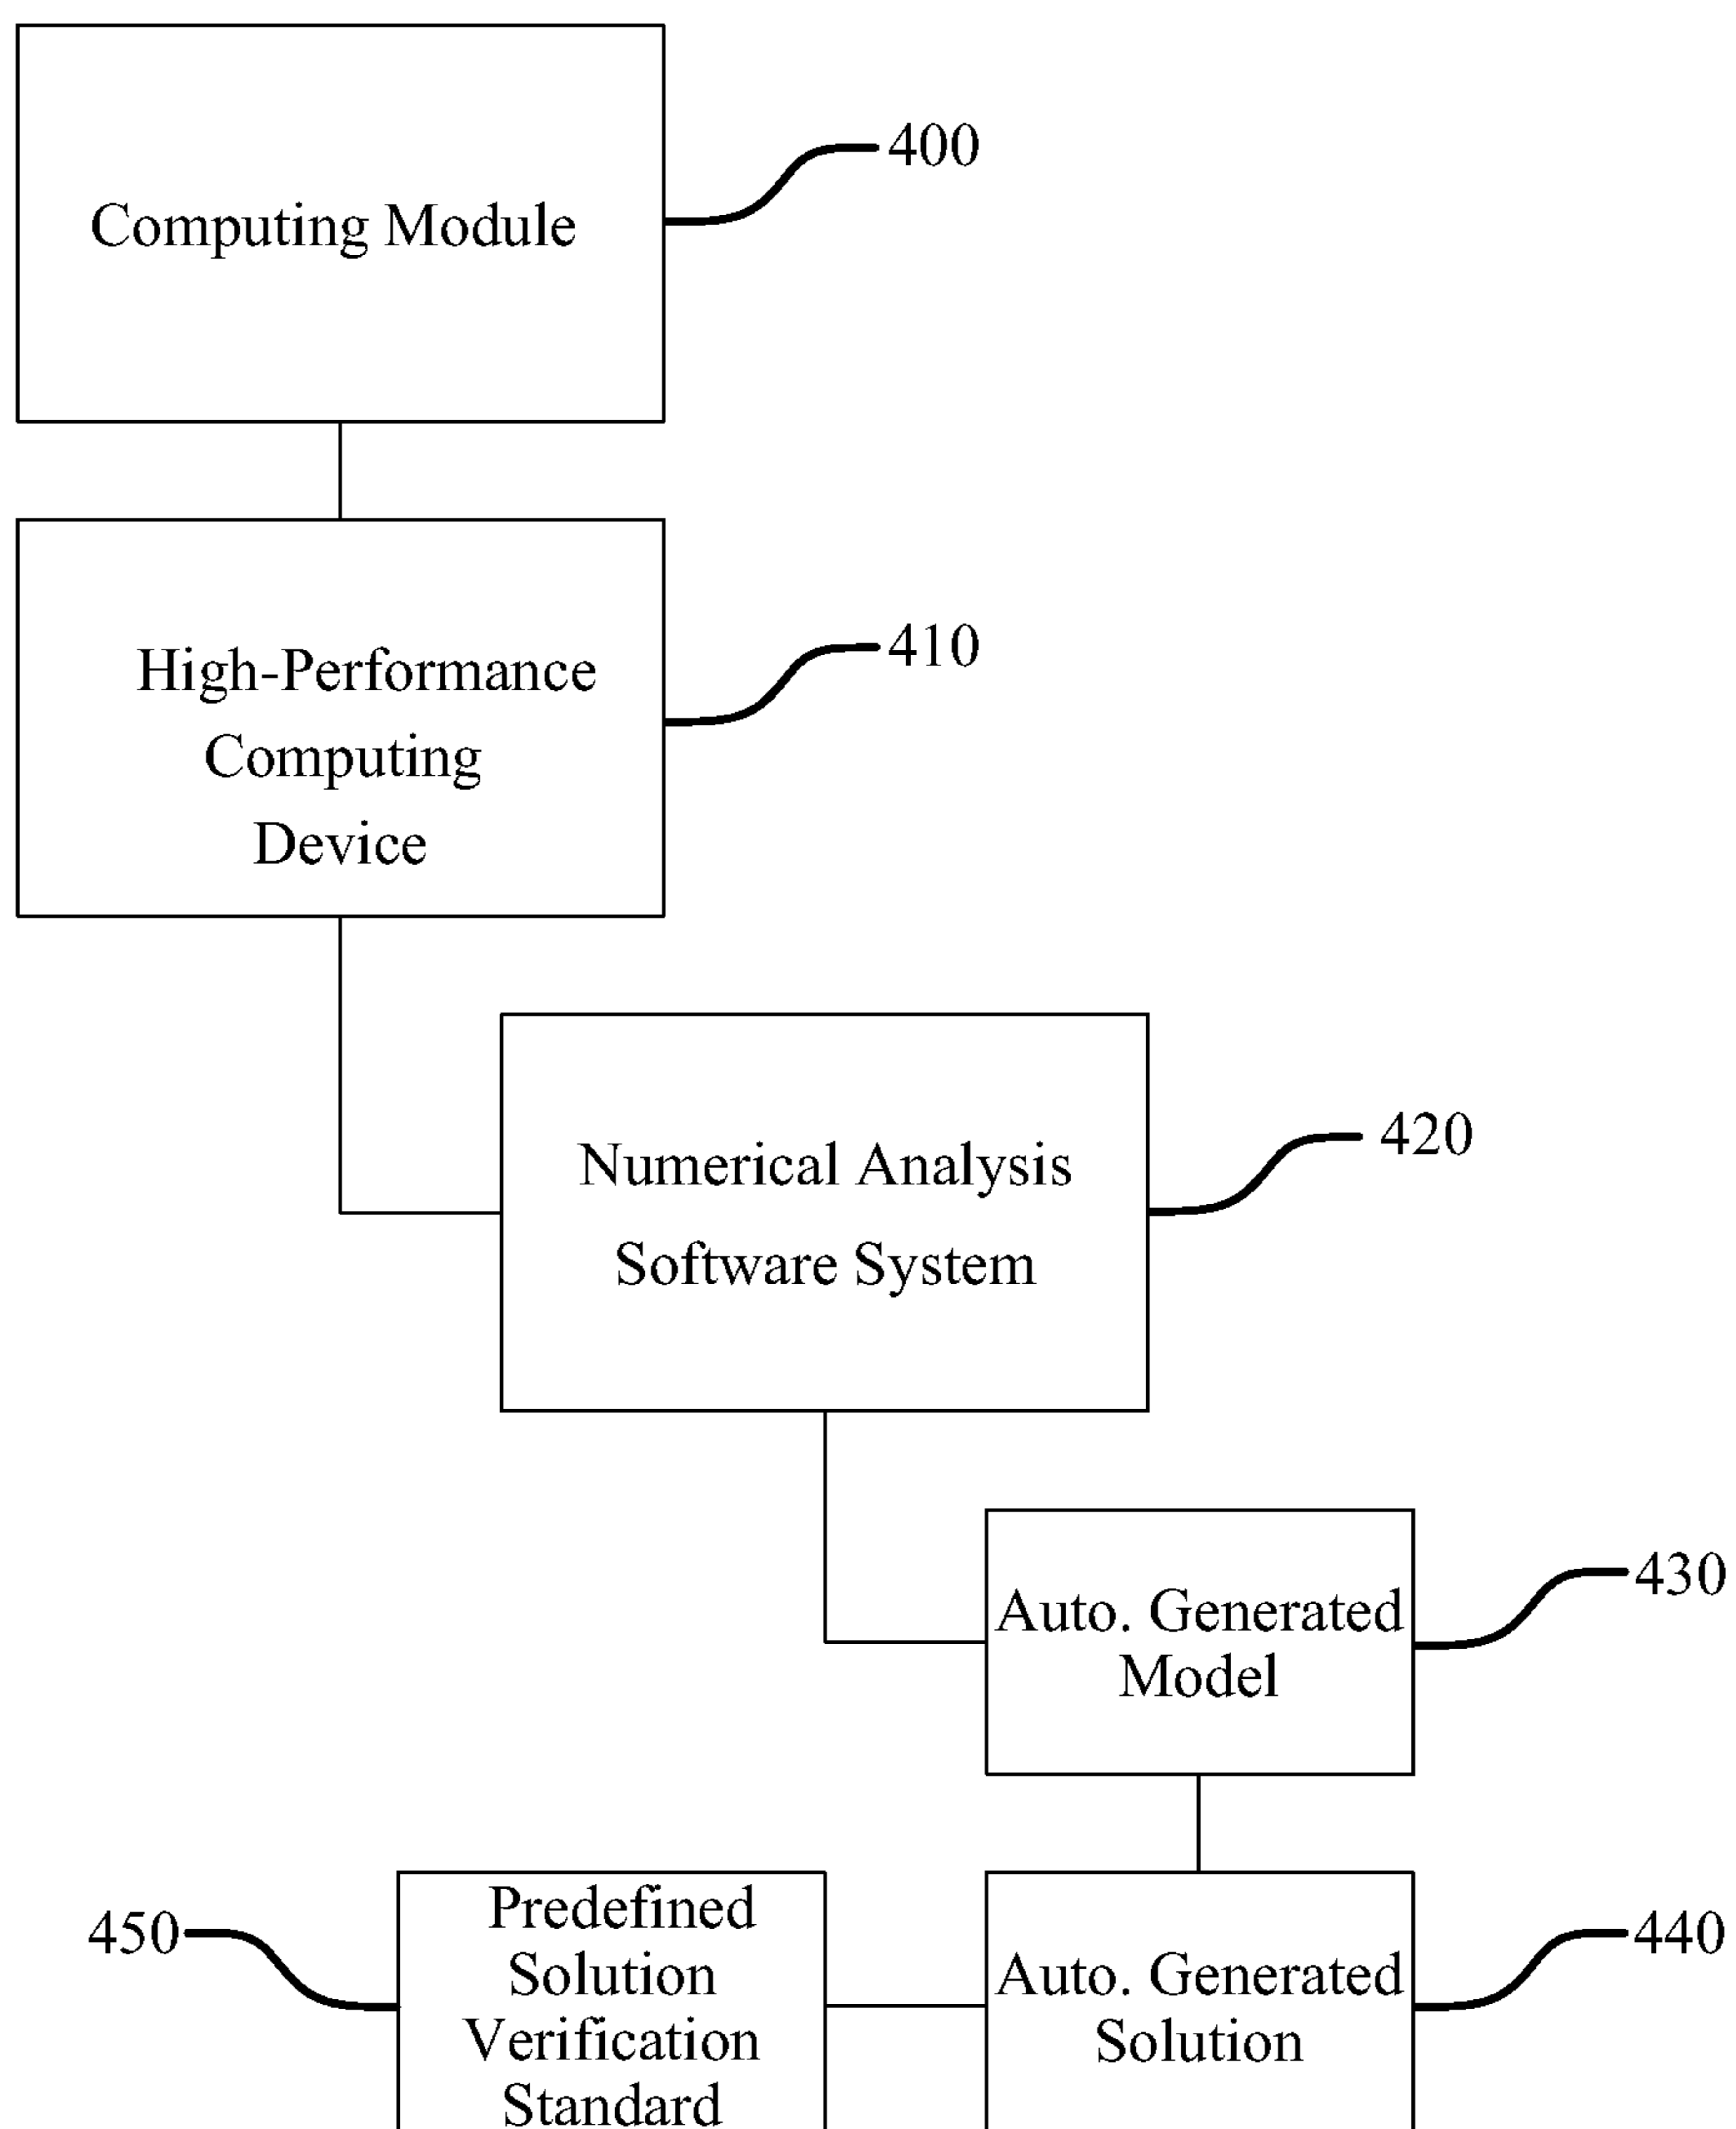 Computing Module
400
High-Performance
Computing
Device
410
Numerical Analysis
Software System
420
Auto. Generated
Model
430
450
Predefined
Solution
Verification
Standard
Auto. Generated
Solution
440